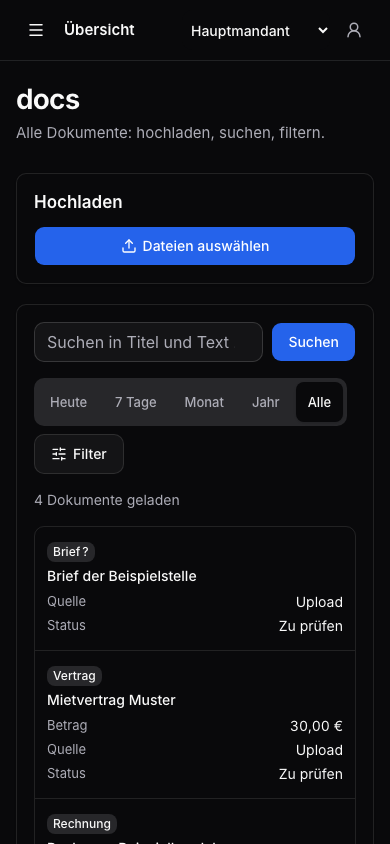 Übersicht
Hauptmandant
docs
Alle Dokumente: hochladen, suchen, filtern.
Hochladen
Dateien auswählen
Suchen in Titel und Text
Suchen
Heute 7 Tage Monat Jahr Alle
Filter
4 Dokumente geladen
Brief ?
Brief der Beispielstelle
Quelle Upload
Status Zu prüfen
Vertrag
Mietvertrag Muster
Betrag 30,00 €
Quelle Upload
Status Zu prüfen
Rechnung